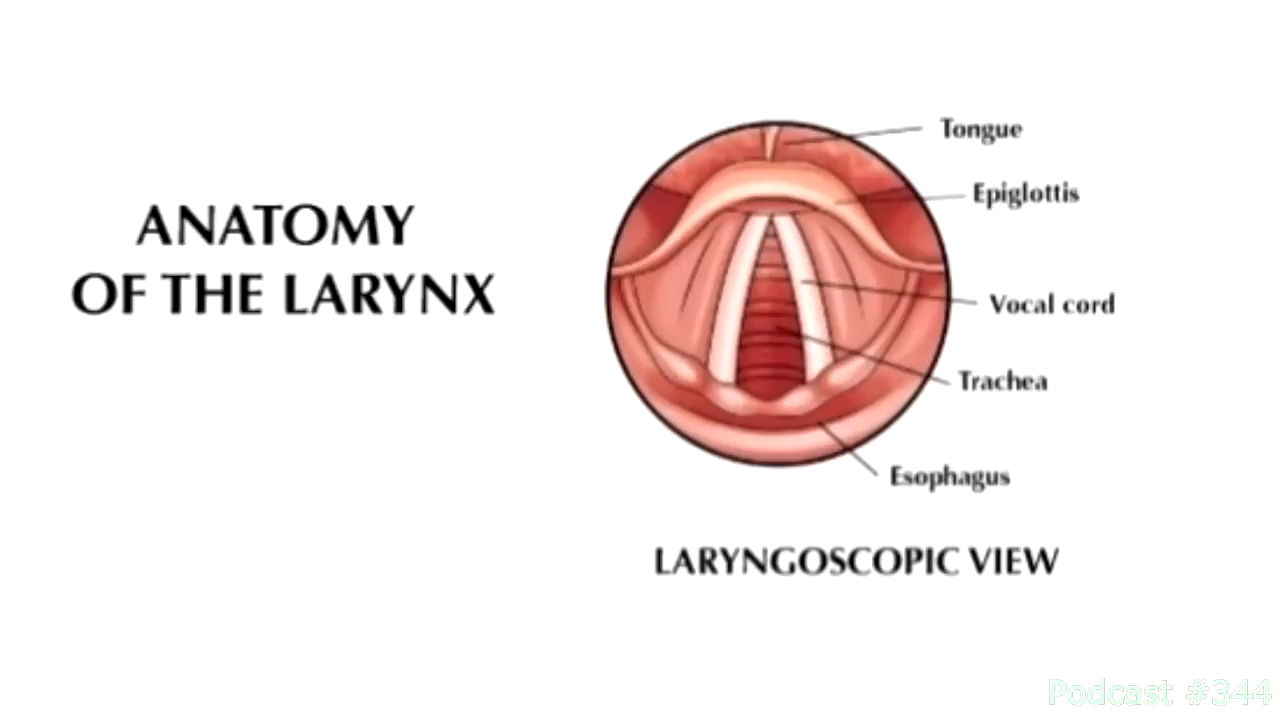 ANATOMY
OF THE LARYNX
Tongue
Epiglottis
Vocal cord
Trachea
Esophagus
LARYNGOSCOPIC VIEW
Podcast #344